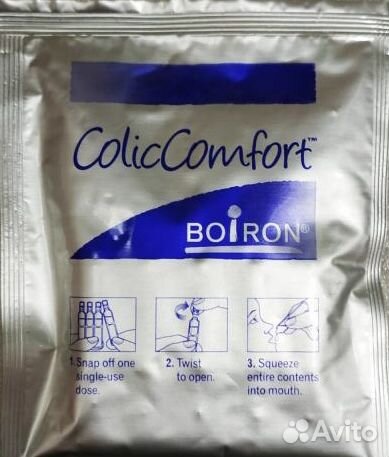 ColicComfort™
BOIRON®
1. Snap off one
single-use
dose.
2. Twist
to open.
3. Squeeze
entire contents
into mouth.
Avito